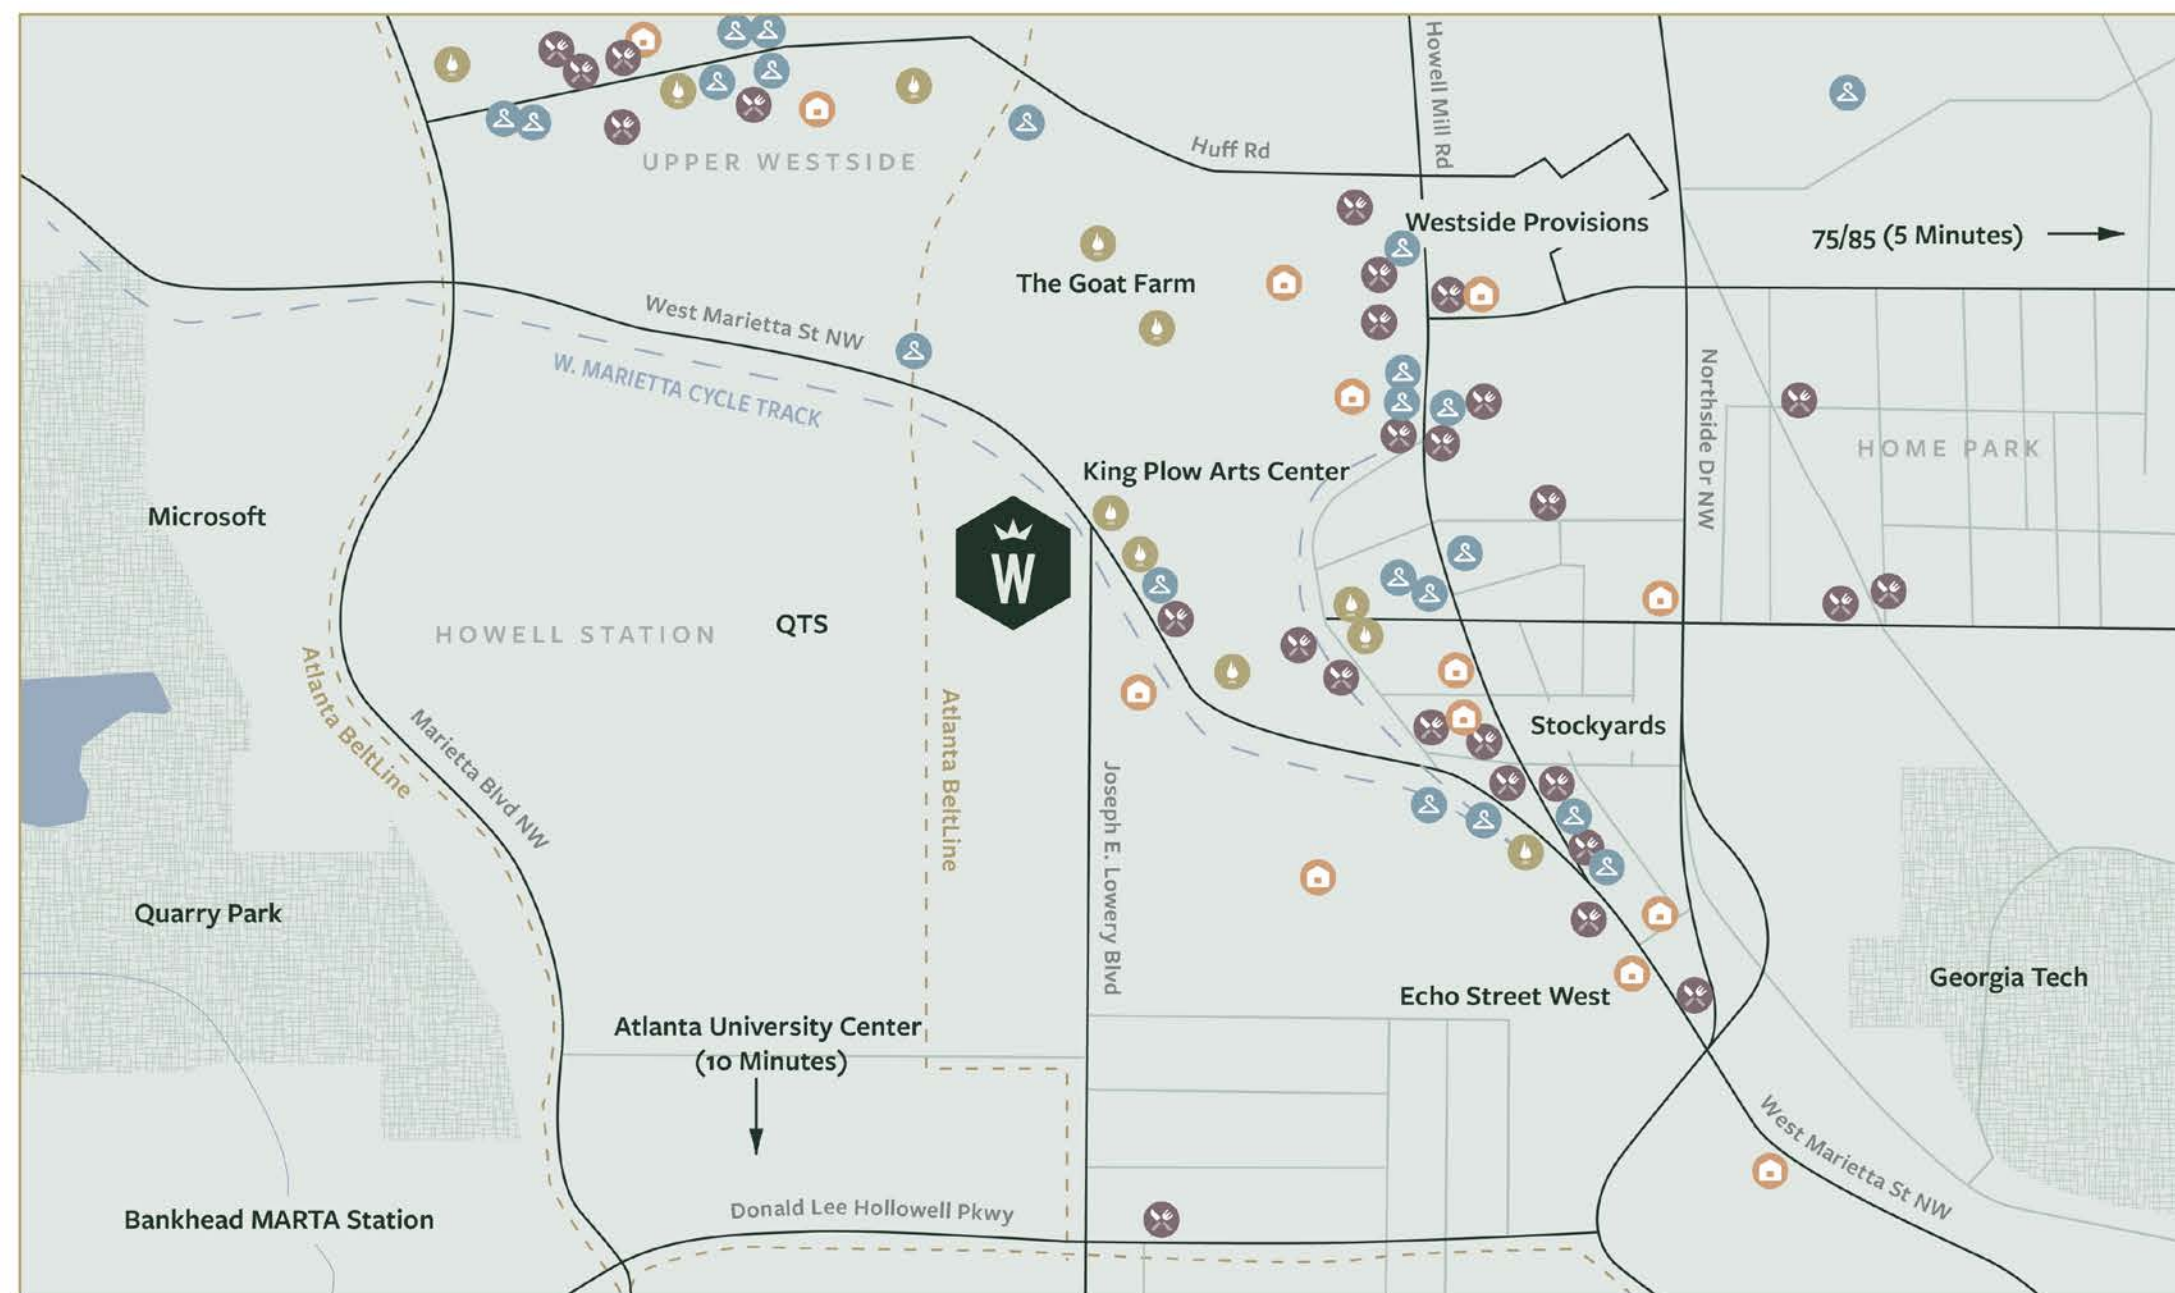 Howell Mill Rd
UPPER WESTSIDE
Huff Rd
Westside Provisions
75/85 (5 Minutes)
The Goat Farm
West Marietta St NW
W. MARIETTA CYCLE TRACK
Northside Dr NW
HOME PARK
King Plow Arts Center
Microsoft
W
HOWELL STATION
QTS
Atlanta BeltLine
Marietta Blvd NW
Atlanta BeltLine
Joseph E. Lowery Blvd
Stockyards
Quarry Park
Echo Street West
Georgia Tech
Atlanta University Center
(10 Minutes)
West Marietta St NW
Donald Lee Hollowell Pkwy
Bankhead MARTA Station